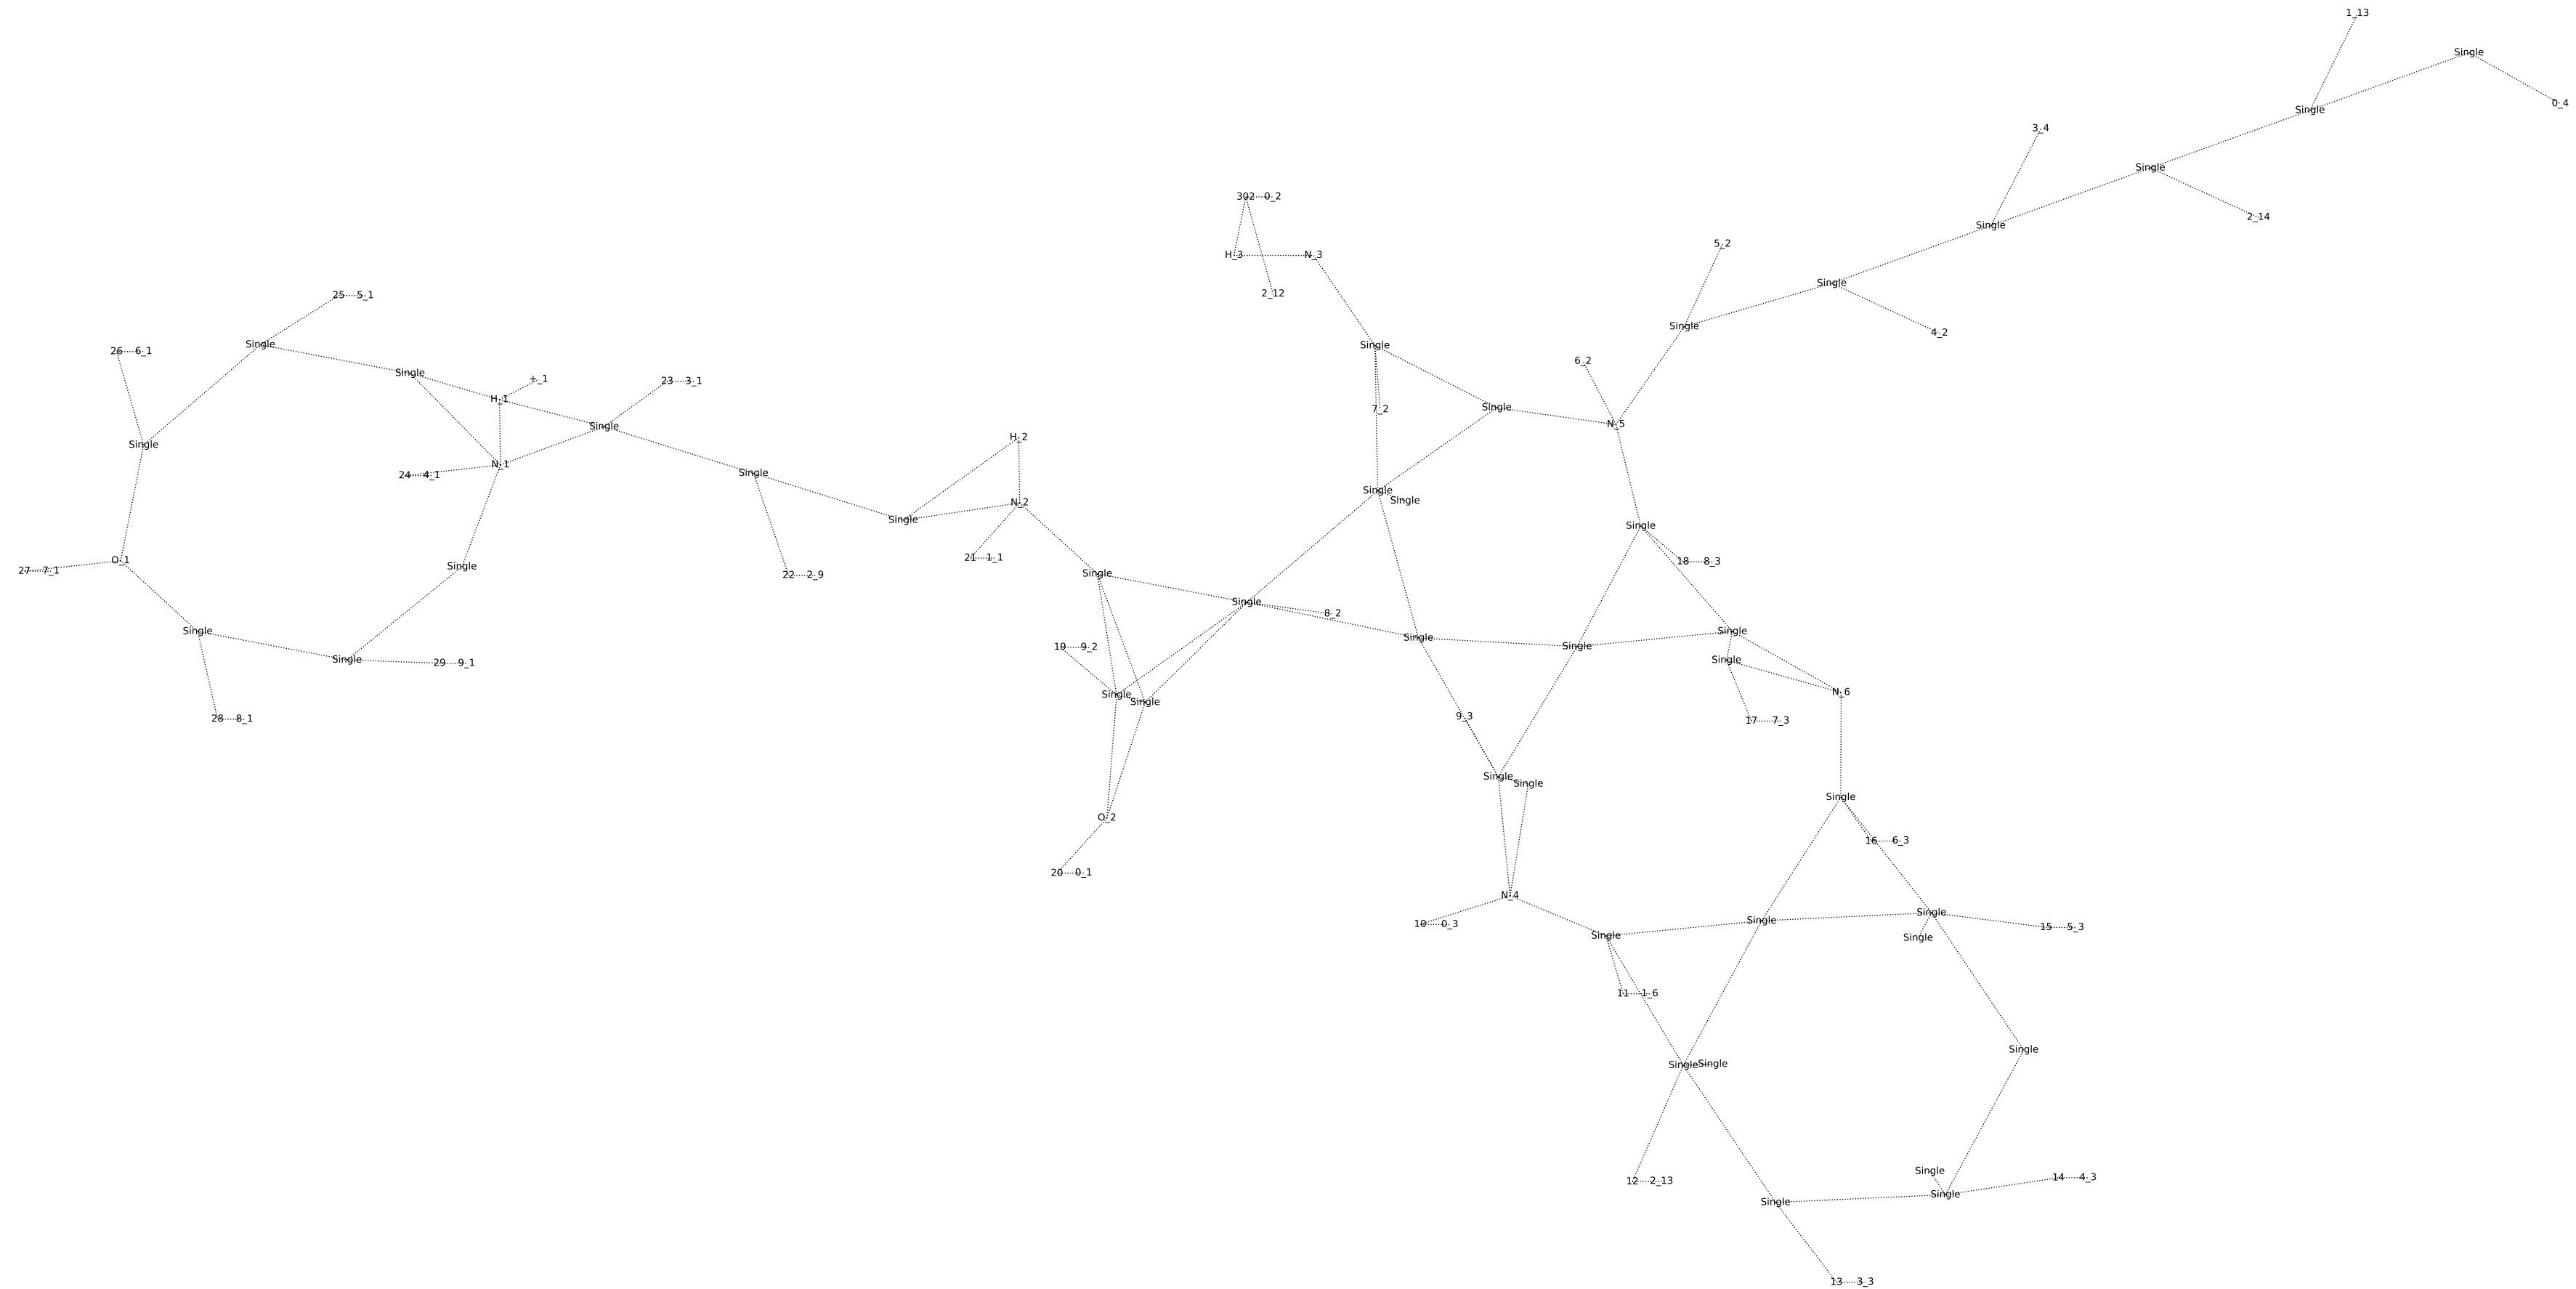 1_13
Single
0_4
Single
3_4
Single
302 0_2
2_14
Single
5_2
H_3 N_3
Single
2_12
25 5_1
Single
4_2
Single
26 6_1
6_2
Single
Single
+_1
23 3_1
H_1
Single
7_2
N_5
Single
H_2
Single
N_1
24 4_1
Single
Single
Single
N_2
Single
Single
21 1_1
O_1
18 8_3
Single
27 7_1
Single
22 2_9
Single
8_2
Single
Single
Single
Single
19 9_2
Single
29 9_1
Single
N_6
Single
Single
28 8_1
9_3
17 7_3
Single
Single
Single
O_2
16 6_3
20 0_1
N_4
Single
Single
10 0_3
15 5_3
Single
Single
11 1_6
Single
Single
Single
Single
14 4_3
12 2_13
Single
Single
13 3_3